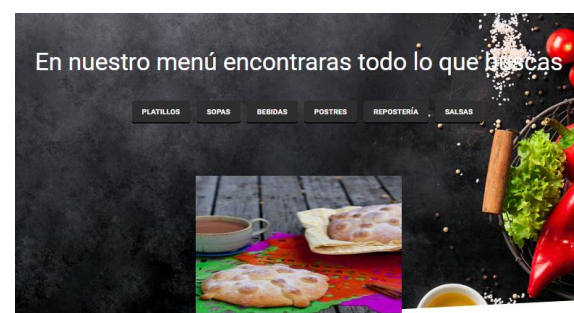 En nuestro menú encontraras todo lo que buscas
PLATILLOS SOPAS BEBIDAS POSTRES REPOSTERÍA SALSAS